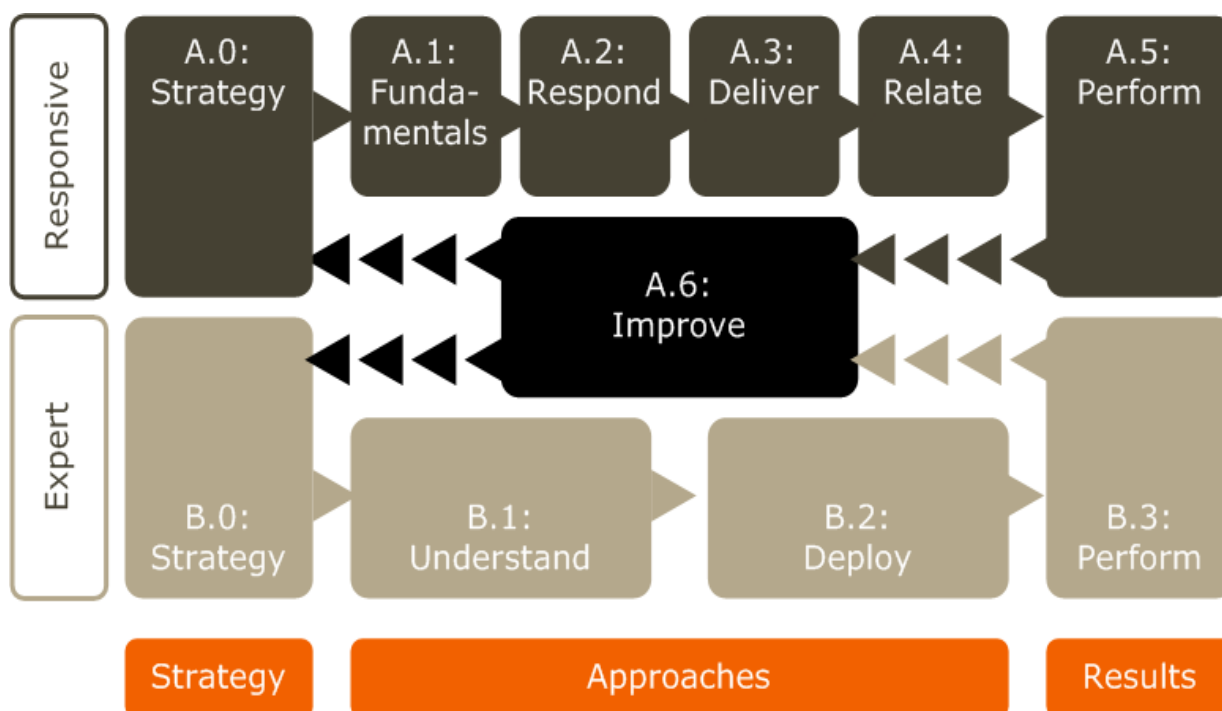 Responsive
A.0:
Strategy
A.1:
Funda-
mentals
A.2:
Respond
A.3:
Deliver
A.4:
Relate
A.5:
Perform
A.6:
Improve
Expert
B.0:
Strategy
B.1:
Understand
B.2:
Deploy
B.3:
Perform
Strategy
Approaches
Results